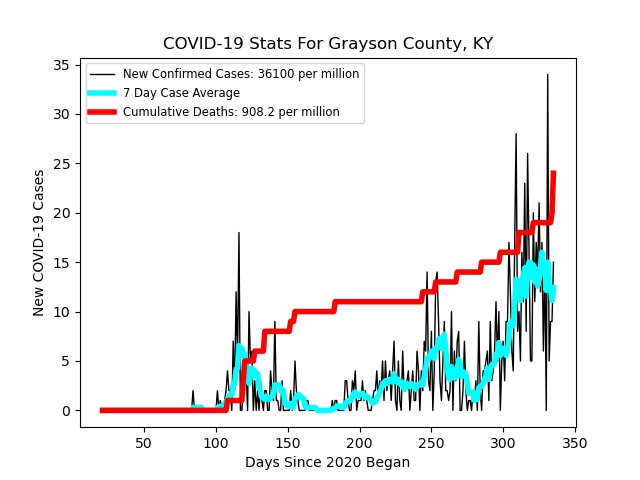 COVID-19 Stats For Grayson County, KY
New Confirmed Cases: 36100 per million
7 Day Case Average
Cumulative Deaths: 908.2 per million
New COVID-19 Cases
35
30
25
20
15
10
5
0
50
100
150
200
250
300
350
Days Since 2020 Began